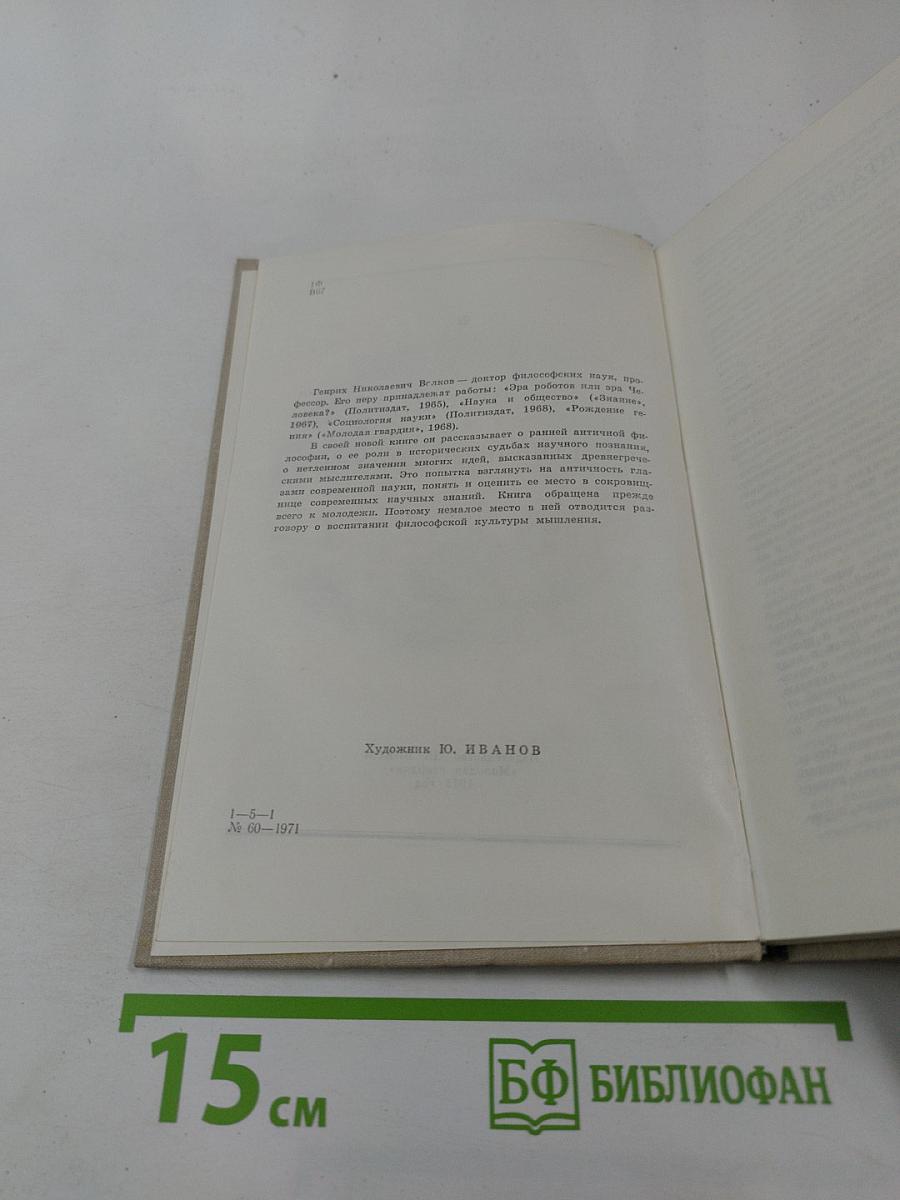 1Ф
В67
Генрих Николаевич Волков — доктор философских наук, про-
фессор. Его перу принадлежат работы: «Эра роботов или эра Че-
ловека?» (Политиздат, 1965), «Наука и общество» («Знание»,
1967), «Социология науки» (Политиздат, 1968), «Рождение ге-
ния» («Молодая гвардия», 1968).
В своей новой книге он рассказывает о ранней античной фи-
лософии, о ее роли в исторических судьбах научного познания,
о нетленном значении многих идей, высказанных древнегрече-
скими мыслителями. Это попытка взглянуть на античность гла-
зами современной науки, понять и оценить ее место в сокровищ-
нице современных научных знаний. Книга обращена прежде
всего к молодежи. Поэтому немалое место в ней отводится раз-
говору о воспитании философской культуры мышления.
Художник Ю. ИВАНОВ
1—5—1
№ 60—1971
15 см
БФ БИБЛИОФАН